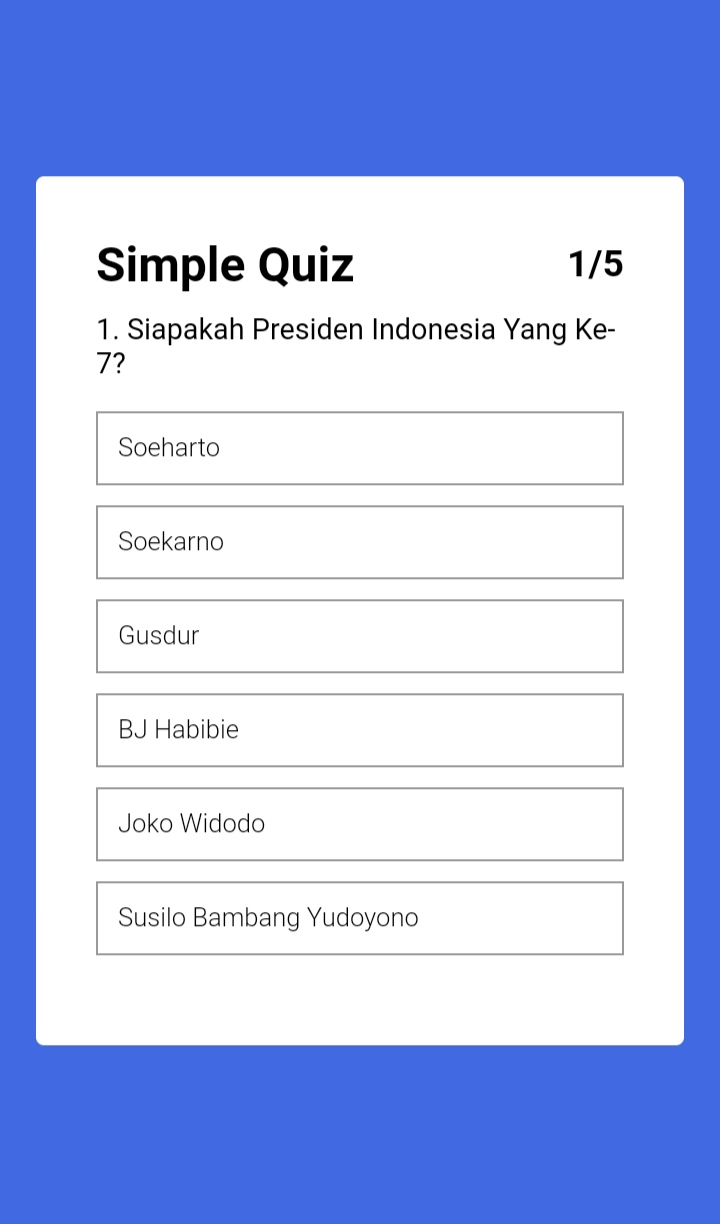 Simple Quiz
1/5
1. Siapakah Presiden Indonesia Yang Ke-
7?
Soeharto
Soekarno
Gusdur
BJ Habibie
Joko Widodo
Susilo Bambang Yudoyono